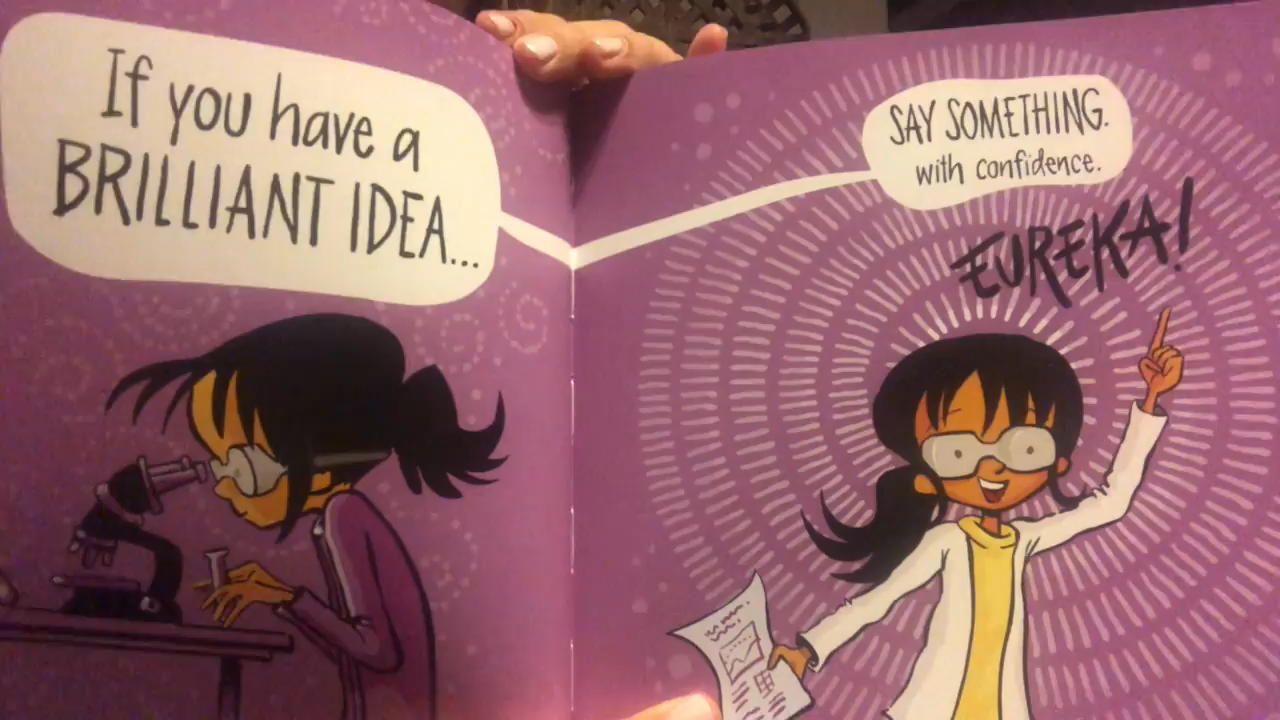 If you have a
BRILLIANT IDEA...
SAY SOMETHING.
with confidence.
EUREKA!